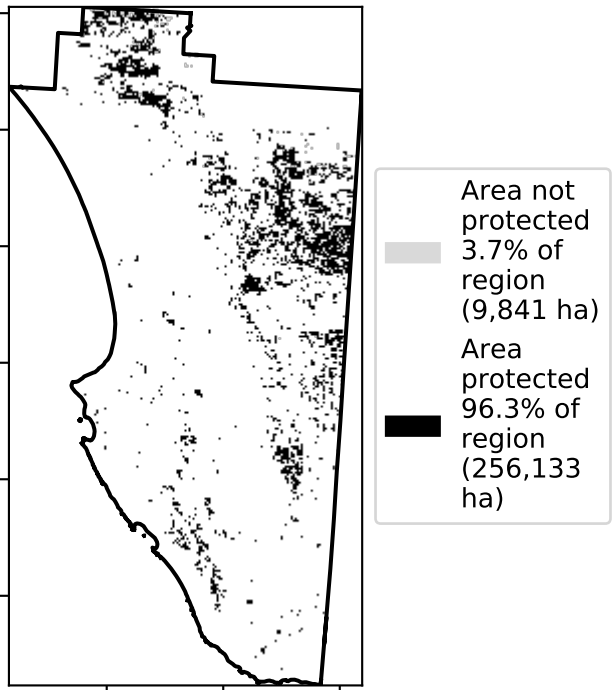 Area not
protected
3.7% of
region
(9,841 ha)
Area
protected
96.3% of
region
(256,133
ha)